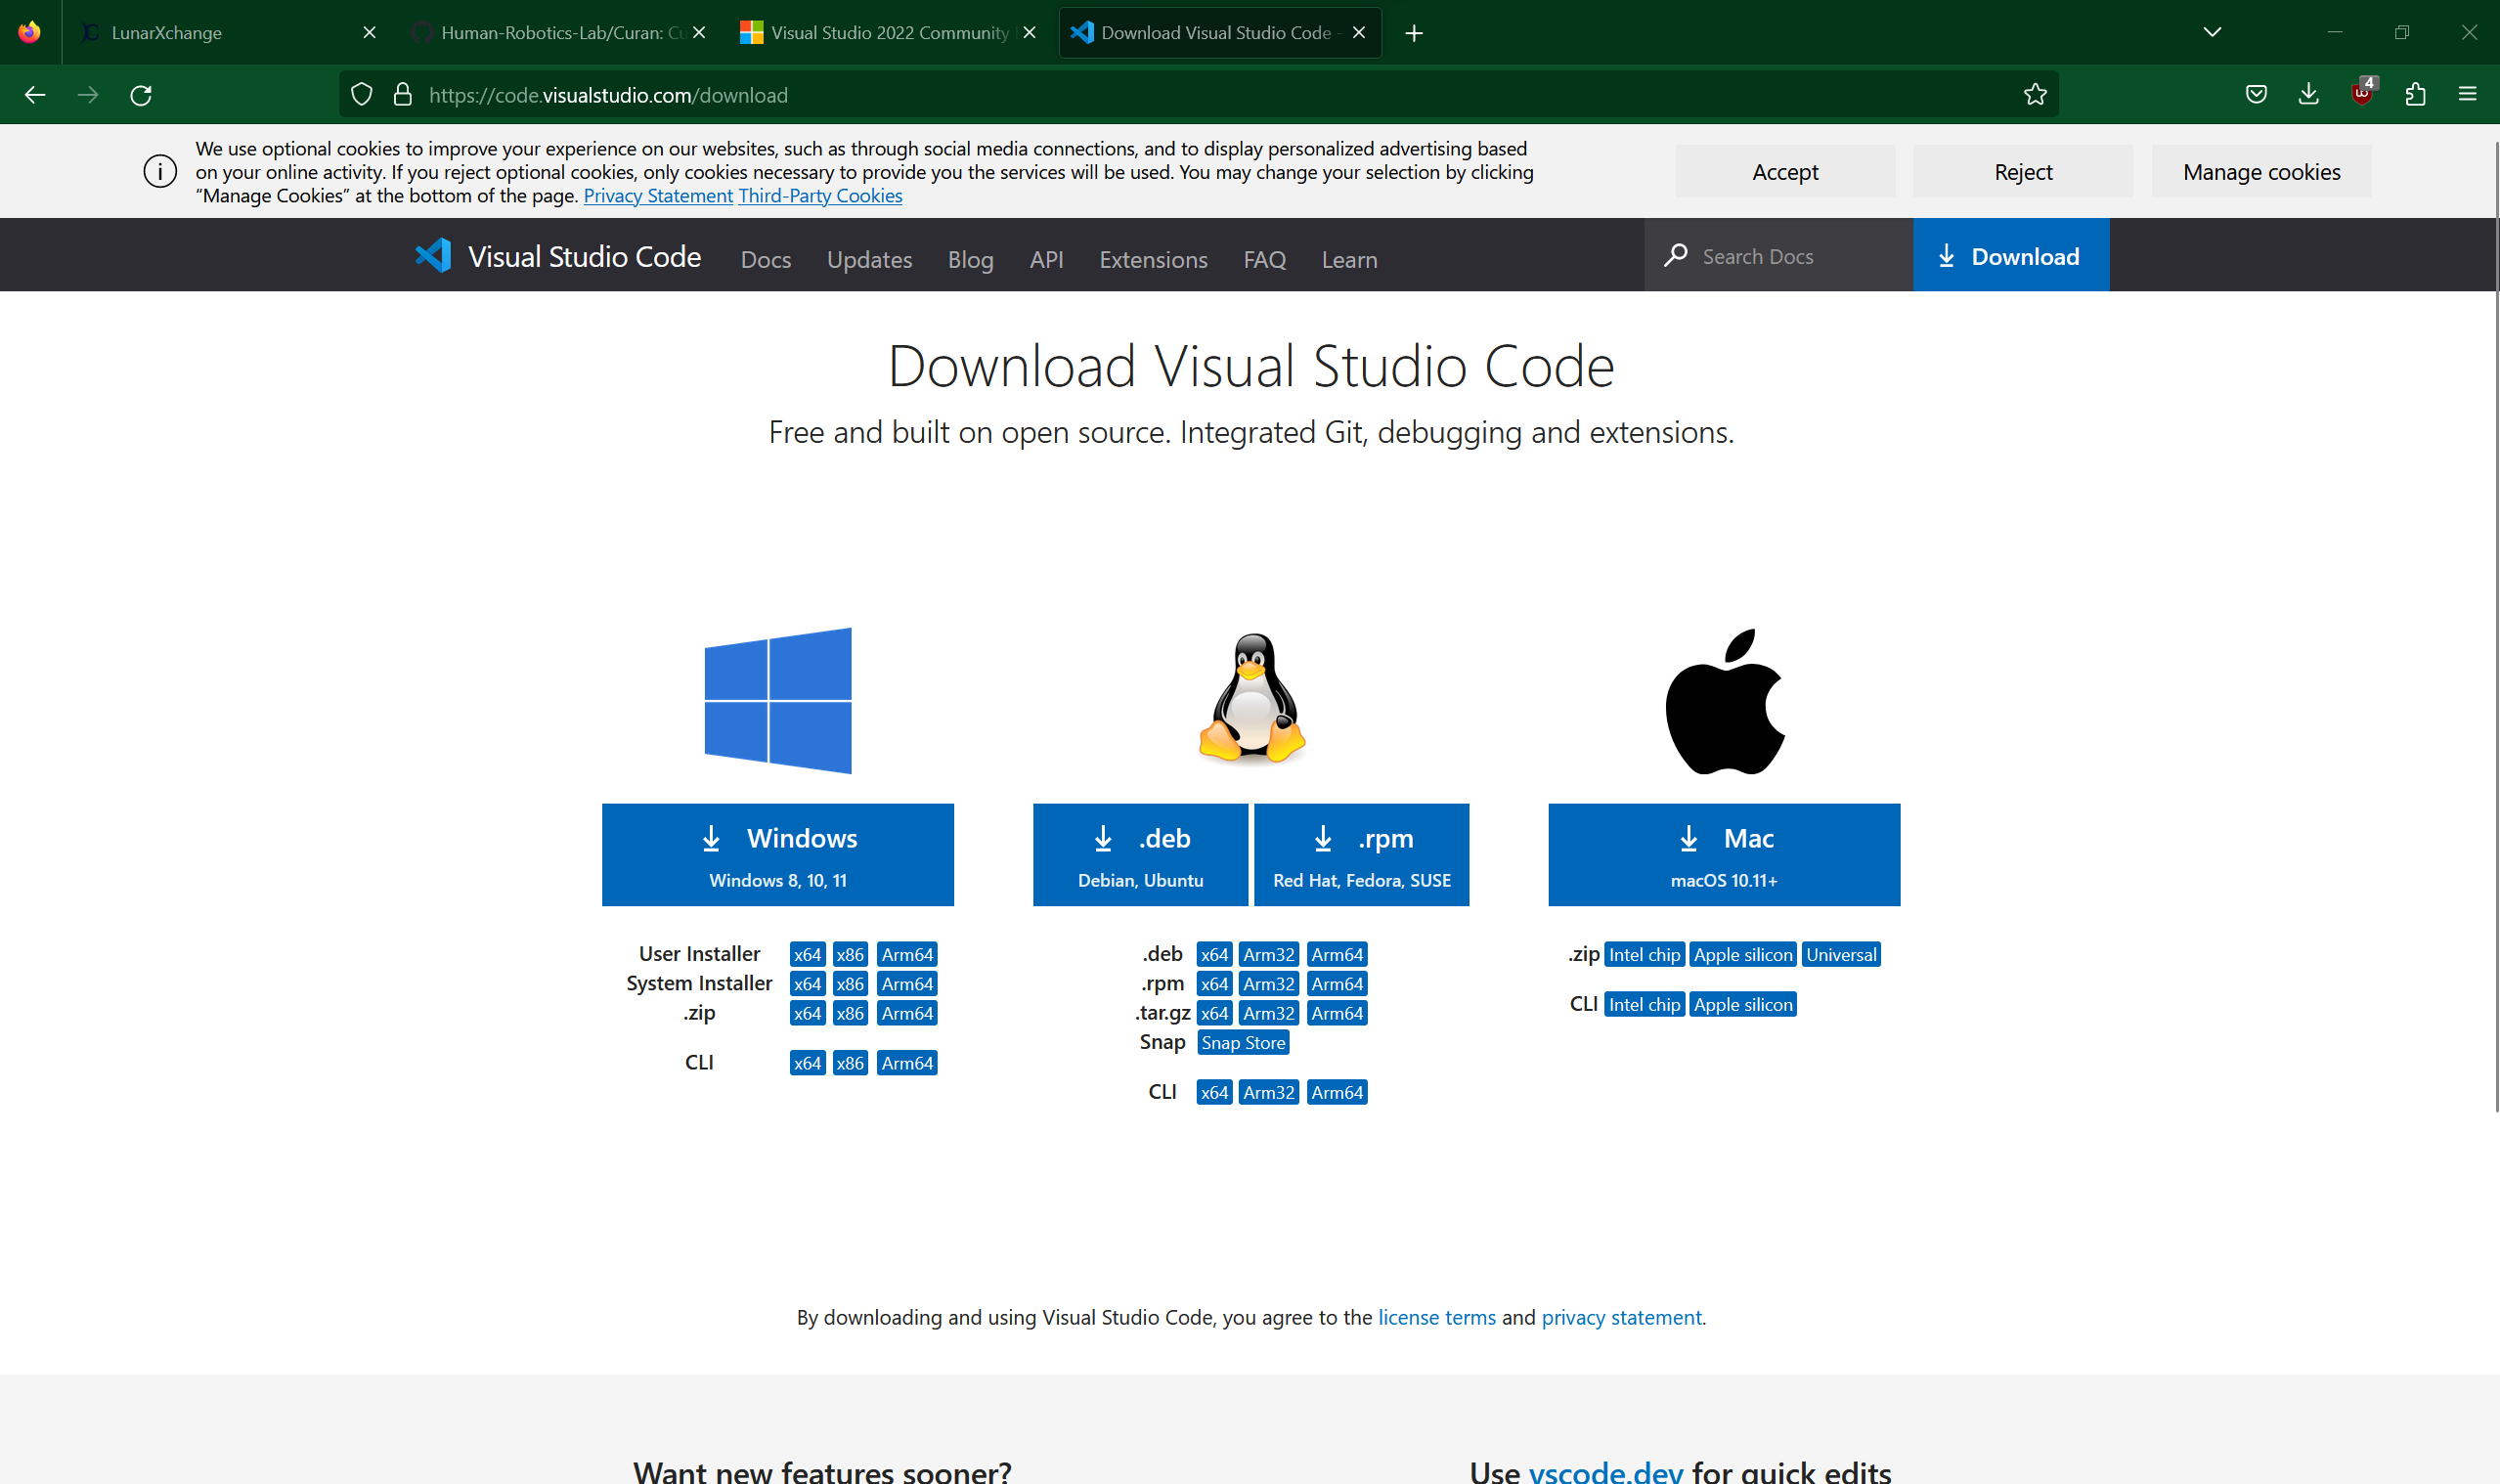 LunarXchange
Human-Robotics-Lab/Curan: Cu
Visual Studio 2022 Community
Download Visual Studio Code -
https://code.visualstudio.com/download
4
We use optional cookies to improve your experience on our websites, such as through social media connections, and to display personalized advertising based
on your online activity. If you reject optional cookies, only cookies necessary to provide you the services will be used. You may change your selection by clicking
“Manage Cookies” at the bottom of the page. Privacy Statement Third-Party Cookies
Accept
Reject
Manage cookies
Visual Studio Code
Docs
Updates
Blog
API
Extensions
FAQ
Learn
Search Docs
Download
Download Visual Studio Code
Free and built on open source. Integrated Git, debugging and extensions.
Windows
Windows 8, 10, 11
User Installer x64 x86 Arm64
System Installer x64 x86 Arm64
.zip x64 x86 Arm64
CLI x64 x86 Arm64
.deb
Debian, Ubuntu
.rpm
Red Hat, Fedora, SUSE
.deb x64 Arm32 Arm64
.rpm x64 Arm32 Arm64
.tar.gz x64 Arm32 Arm64
Snap Snap Store
CLI x64 Arm32 Arm64
Mac
macOS 10.11+
.zip Intel chip Apple silicon Universal
CLI Intel chip Apple silicon
By downloading and using Visual Studio Code, you agree to the license terms and privacy statement.
Want new features sooner?
Use vscode.dev for quick edits